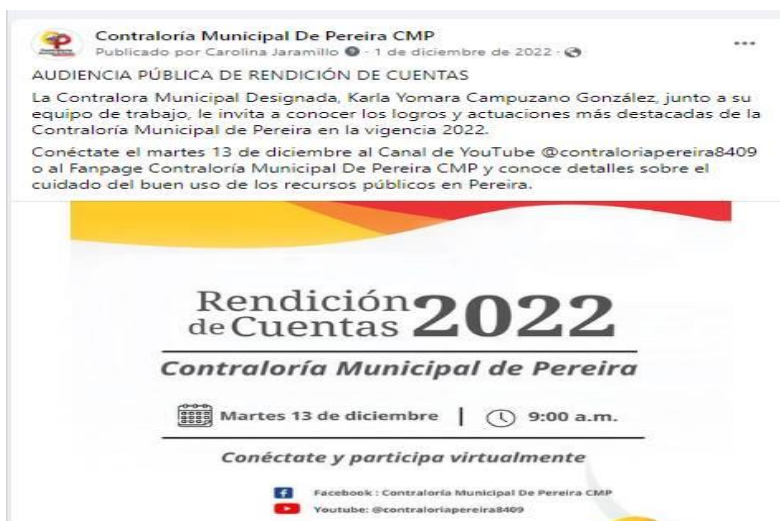 Contraloría Municipal De Pereira CMP
Publicado por Carolina Jaramillo · 1 de diciembre de 2022 ·
AUDIENCIA PÚBLICA DE RENDICIÓN DE CUENTAS
La Contralora Municipal Designada, Karla Yomara Campuzano González, junto a su
equipo de trabajo, le invita a conocer los logros y actuaciones más destacadas de la
Contraloría Municipal de Pereira en la vigencia 2022.
Conéctate el martes 13 de diciembre al Canal de YouTube @contraloriapereira8409
o al Fanpage Contraloría Municipal De Pereira CMP y conoce detalles sobre el
cuidado del buen uso de los recursos públicos en Pereira.
Rendición
de Cuentas 2022
Contraloría Municipal de Pereira
Martes 13 de diciembre | 9:00 a.m.
Conéctate y participa virtualmente
Facebook : Contraloría Municipal De Pereira CMP
Youtube: @contraloriapereira8409